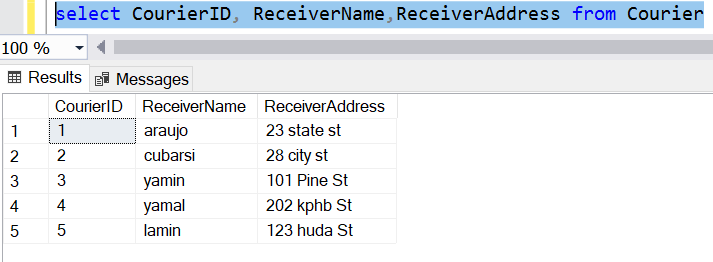 select CourierID, ReceiverName,ReceiverAddress from Courier
100 %
Results Messages
CourierID ReceiverName ReceiverAddress
1 1 araujo 23 state st
2 2 cubarsi 28 city st
3 3 yamin 101 Pine St
4 4 yamal 202 kphb St
5 5 lamin 123 huda St